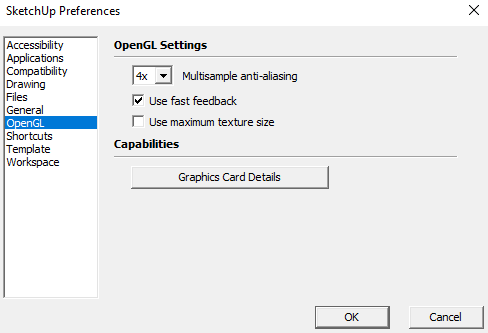 SketchUp Preferences
Accessibility
Applications
Compatibility
Drawing
Files
General
OpenGL
Shortcuts
Template
Workspace
OpenGL Settings
4x Multisample anti-aliasing
Use fast feedback
Use maximum texture size
Capabilities
Graphics Card Details
OK Cancel